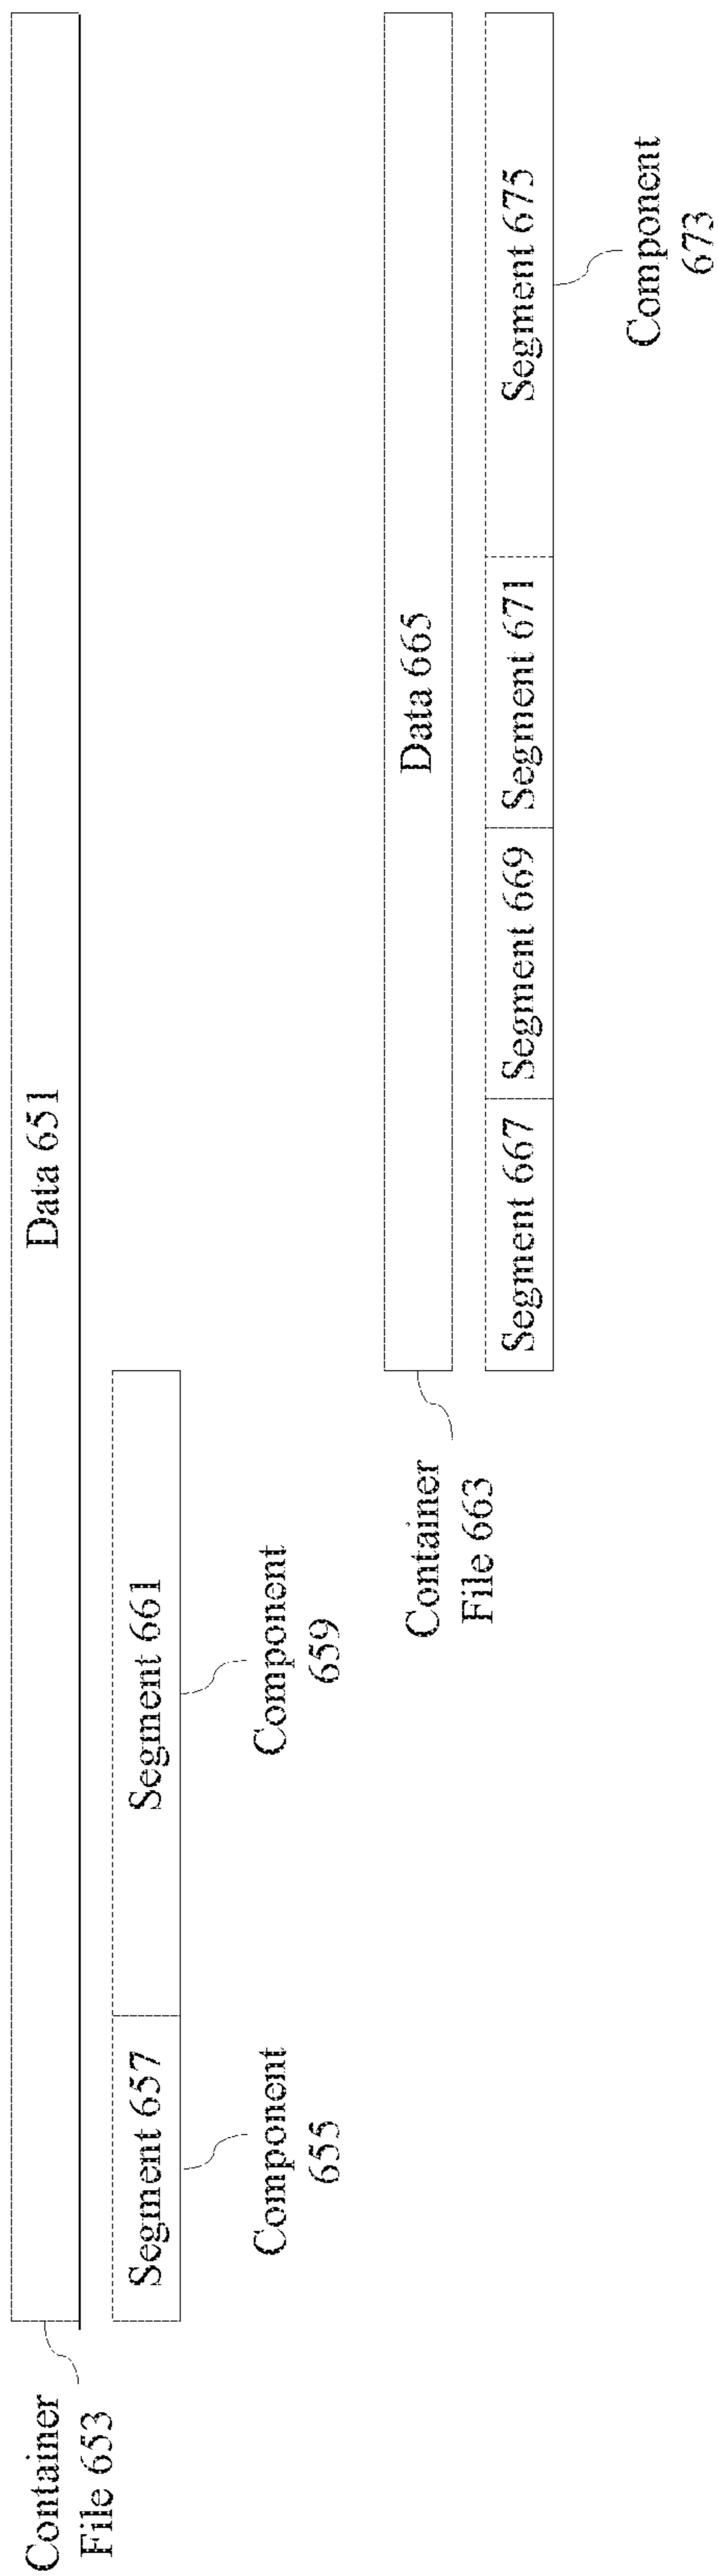 Container
File 653
Data 651
Segment 657
Segment 661
Component
655
Component
659
Container
File 663
Data 665
Segment 667
Segment 669
Segment 671
Segment 675
Component
673